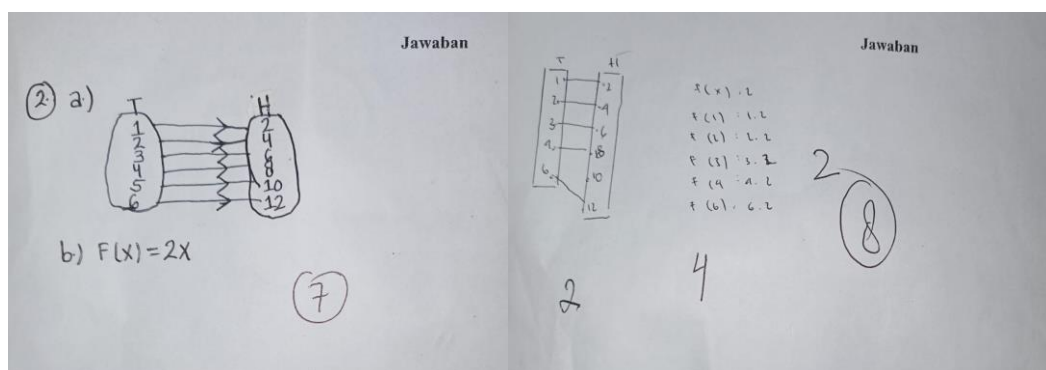 Jawaban
2. a)
T H
1 2
2 4
3 6
4 8
5 10
6 12
b) F(x)=2x
7
Jawaban
T H
1 2
2 4
3 6
4 8
6 10
12
f(x) . 2
f(1) : 1.2
f(2) : 2.2
f(3) : 3.2
f(4 : 4.2
f(6) . 6.2
2
8
4
2